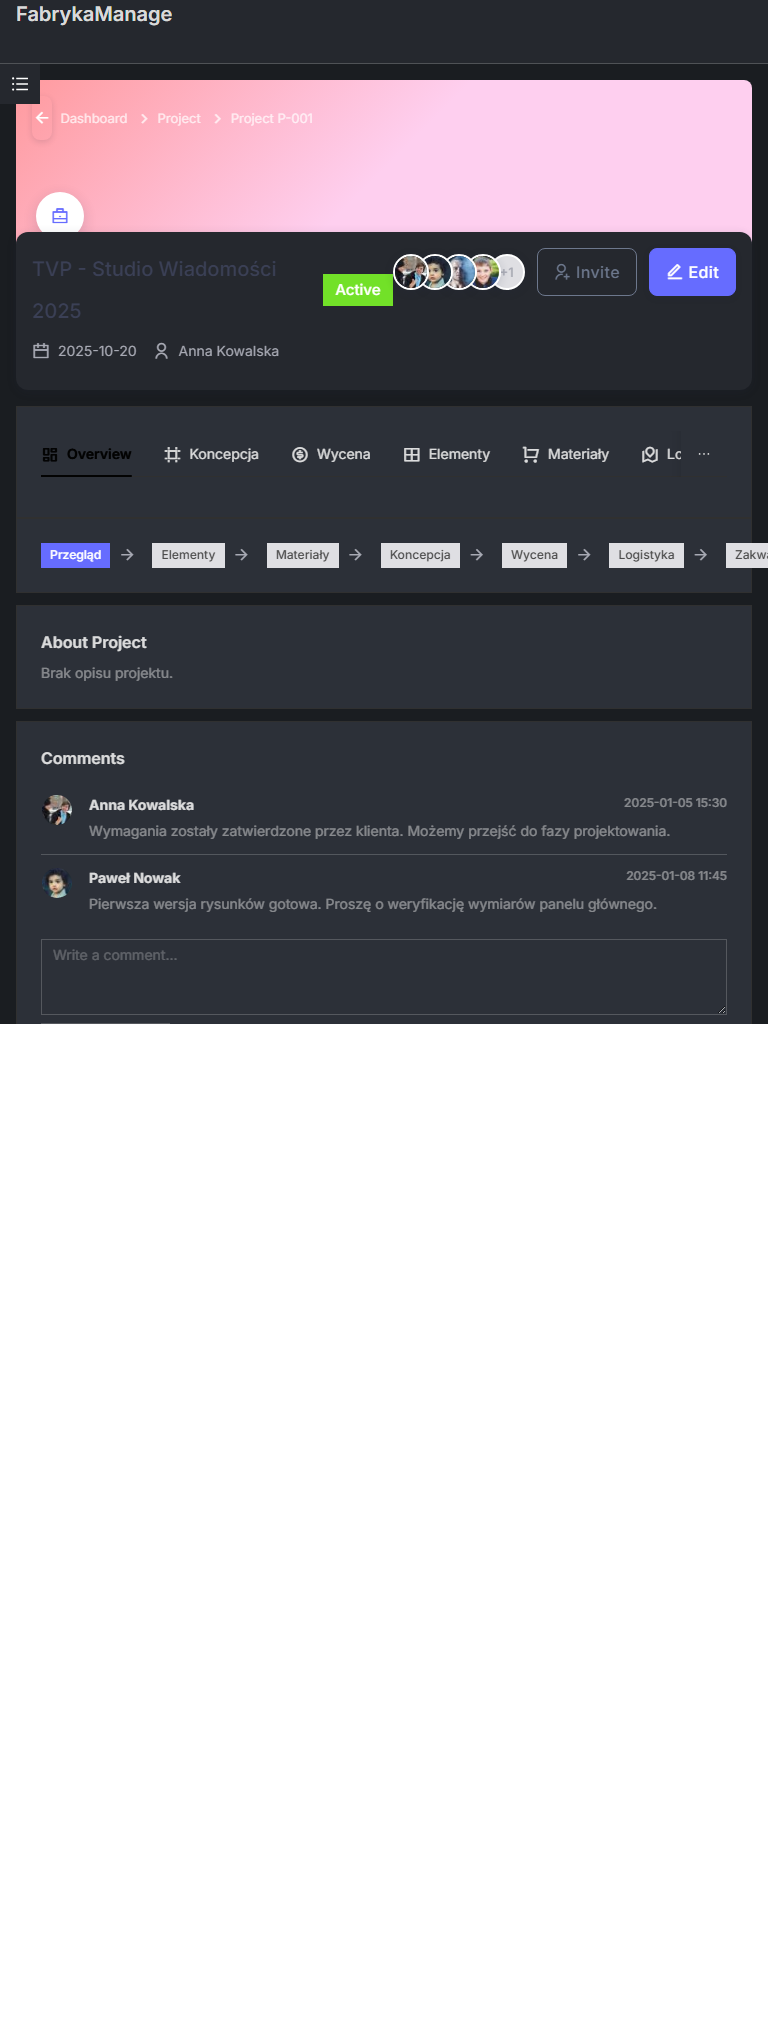 FabrykaManage
Dashboard > Project > Project P-001
TVP - Studio Wiadomości
2025
Active
+1
Invite
Edit
2025-10-20 Anna Kowalska
Overview Koncepcja Wycena Elementy Materiały Lo ...
Przegląd → Elementy → Materiały → Koncepcja → Wycena → Logistyka → Zakwa
About Project
Brak opisu projektu.
Comments
Anna Kowalska 2025-01-05 15:30
Wymagania zostały zatwierdzone przez klienta. Możemy przejść do fazy projektowania.
Paweł Nowak 2025-01-08 11:45
Pierwsza wersja rysunków gotowa. Proszę o weryfikację wymiarów panelu głównego.
Write a comment...